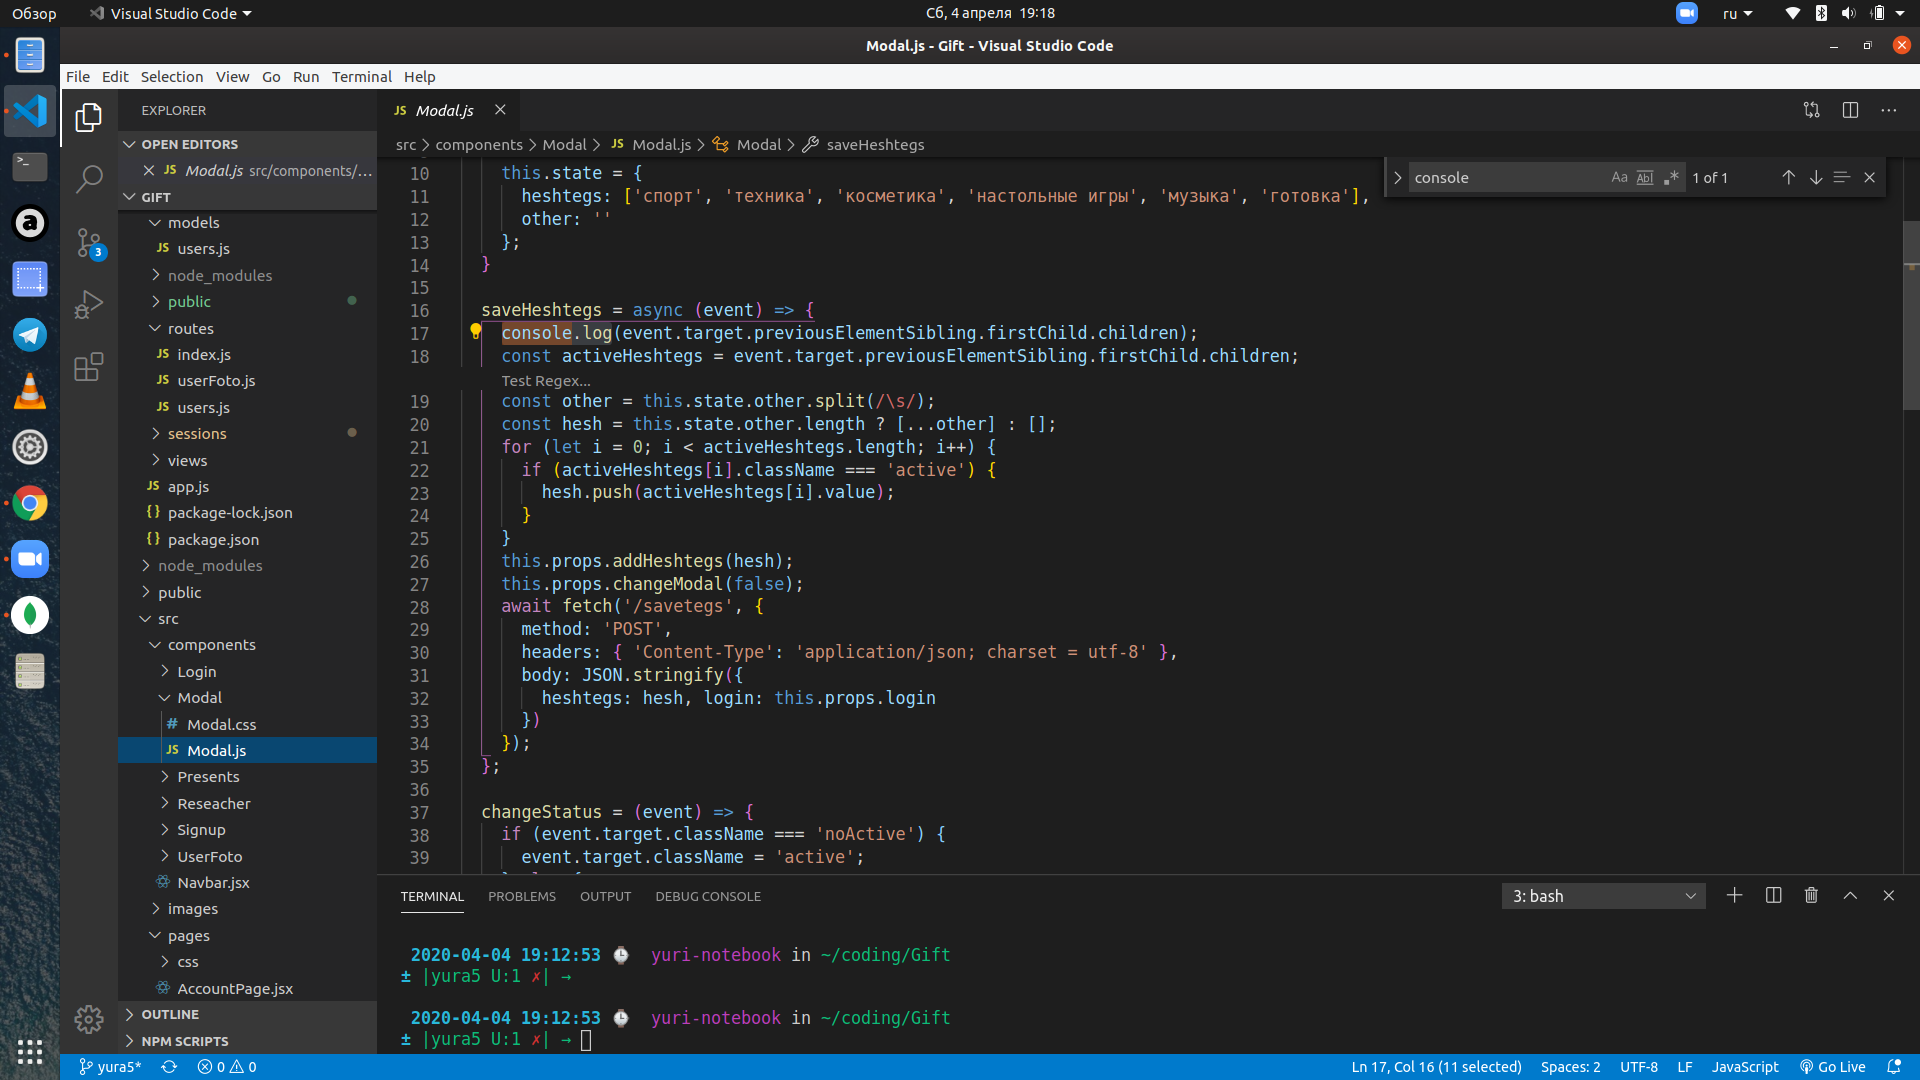 Обзор
Visual Studio Code
Сб, 4 апреля 19:18
ru
Modal.js - Gift - Visual Studio Code
File Edit Selection View Go Run Terminal Help
EXPLORER
OPEN EDITORS
JS Modal.js src/components/...
GIFT
models
JS users.js
node_modules
public
routes
JS index.js
JS userFoto.js
JS users.js
sessions
views
JS app.js
{} package-lock.json
{} package.json
node_modules
public
src
components
Login
Modal
# Modal.css
JS Modal.js
Presents
Reseacher
Signup
UserFoto
Navbar.jsx
images
pages
css
AccountPage.jsx
OUTLINE
NPM SCRIPTS
3
JS Modal.js
src > components > Modal > JS Modal.js > Modal > saveHeshtegs
console
Aa Abl .* 1 of 1
10 this.state = {
11 heshtegs: ['спорт', 'техника', 'косметика', 'настольные игры', 'музыка', 'готовка'],
12 other: ''
13 };
14 }
15
16 saveHeshtegs = async (event) => {
17 console.log(event.target.previousElementSibling.firstChild.children);
18 const activeHeshtegs = event.target.previousElementSibling.firstChild.children;
Test Regex...
19 const other = this.state.other.split(/\s/);
20 const hesh = this.state.other.length ? [...other] : [];
21 for (let i = 0; i < activeHeshtegs.length; i++) {
22 if (activeHeshtegs[i].className === 'active') {
23 hesh.push(activeHeshtegs[i].value);
24 }
25 }
26 this.props.addHeshtegs(hesh);
27 this.props.changeModal(false);
28 await fetch('/savetegs', {
29 method: 'POST',
30 headers: { 'Content-Type': 'application/json; charset = utf-8' },
31 body: JSON.stringify({
32 heshtegs: hesh, login: this.props.login
33 })
34 });
35 };
36
37 changeStatus = (event) => {
38 if (event.target.className === 'noActive') {
39 event.target.className = 'active';
TERMINAL PROBLEMS OUTPUT DEBUG CONSOLE
3: bash
2020-04-04 19:12:53 ⌚ yuri-notebook in ~/coding/Gift
± |yura5 U:1 ✗| →
2020-04-04 19:12:53 ⌚ yuri-notebook in ~/coding/Gift
± |yura5 U:1 ✗| →
yura5* 0 0
Ln 17, Col 16 (11 selected) Spaces: 2 UTF-8 LF JavaScript Go Live